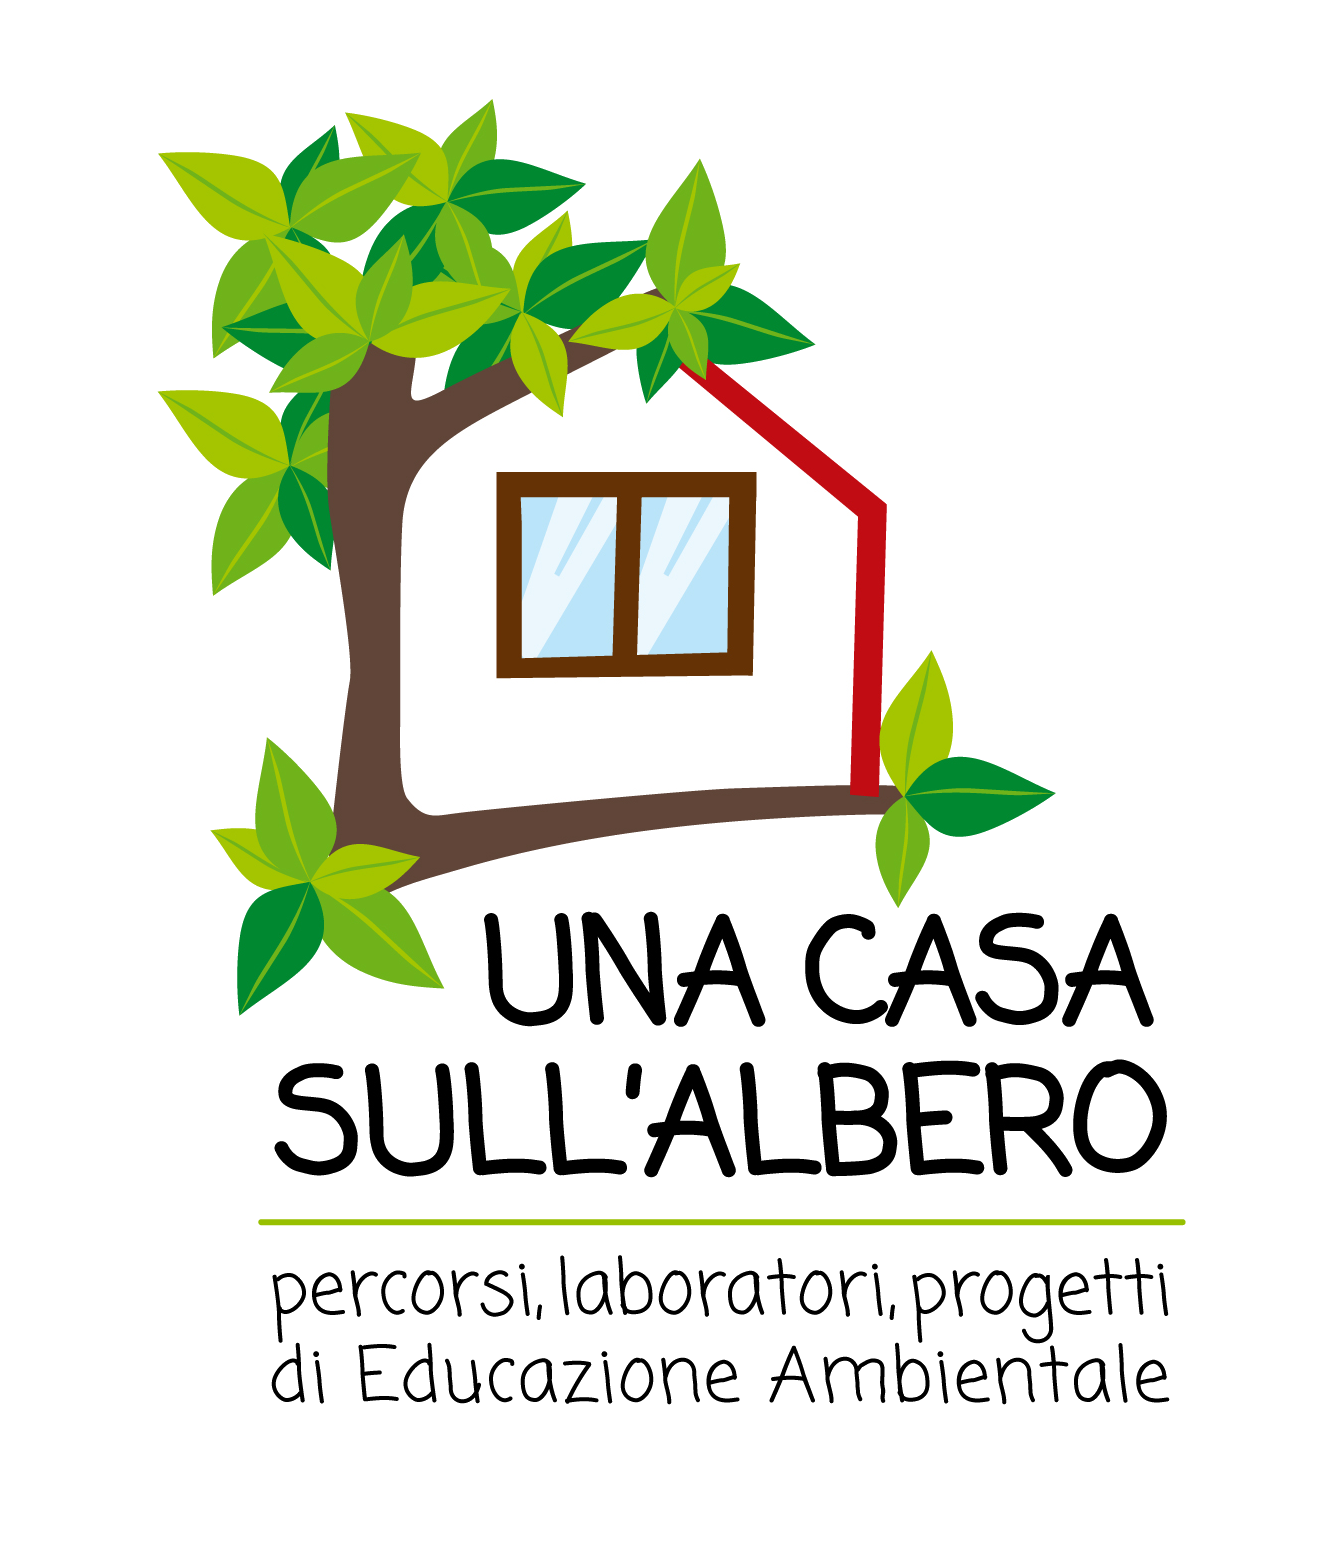 UNA CASA
SULL'ALBERO
percorsi, laboratori, progetti
di Educazione Ambientale